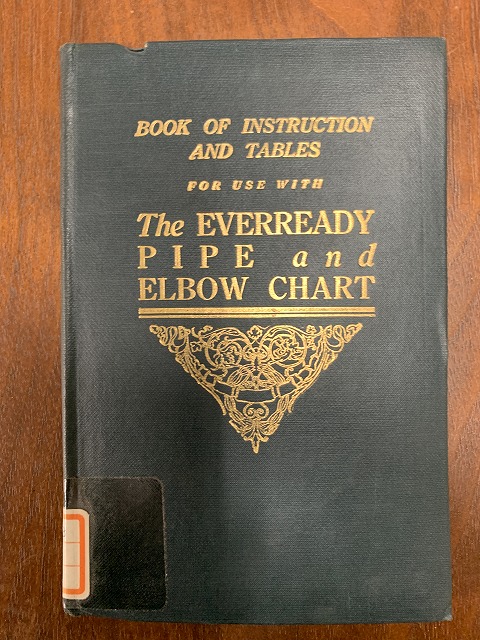 BOOK OF INSTRUCTION
AND TABLES
FOR USE WITH
The EVERREADY
PIPE and
ELBOW CHART